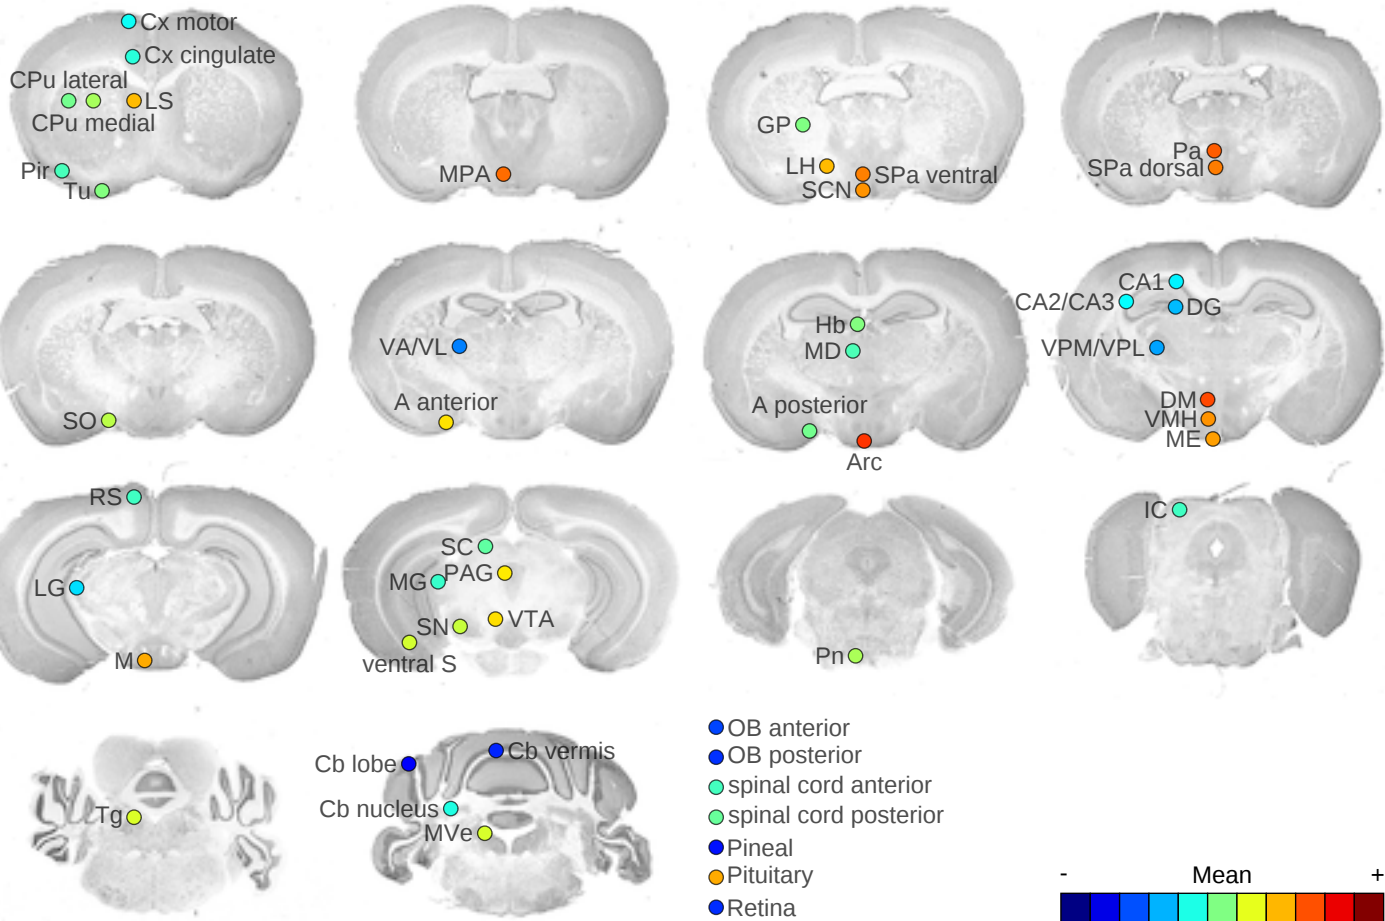 Cx motor
Cx cingulate
CPu lateral
LS
CPu medial
Pir
Tu
MPA
GP
LH
SPa ventral
SCN
Pa
SPa dorsal
SO
VA/VL
A anterior
Hb
MD
A posterior
Arc
CA1
CA2/CA3
DG
VPM/VPL
DM
VMH
ME
RS
LG
M
SC
MG
PAG
SN
VTA
ventral S
Pn
IC
Tg
Cb lobe
Cb vermis
Cb nucleus
MVe
OB anterior
OB posterior
spinal cord anterior
spinal cord posterior
Pineal
Pituitary
Retina
- Mean +